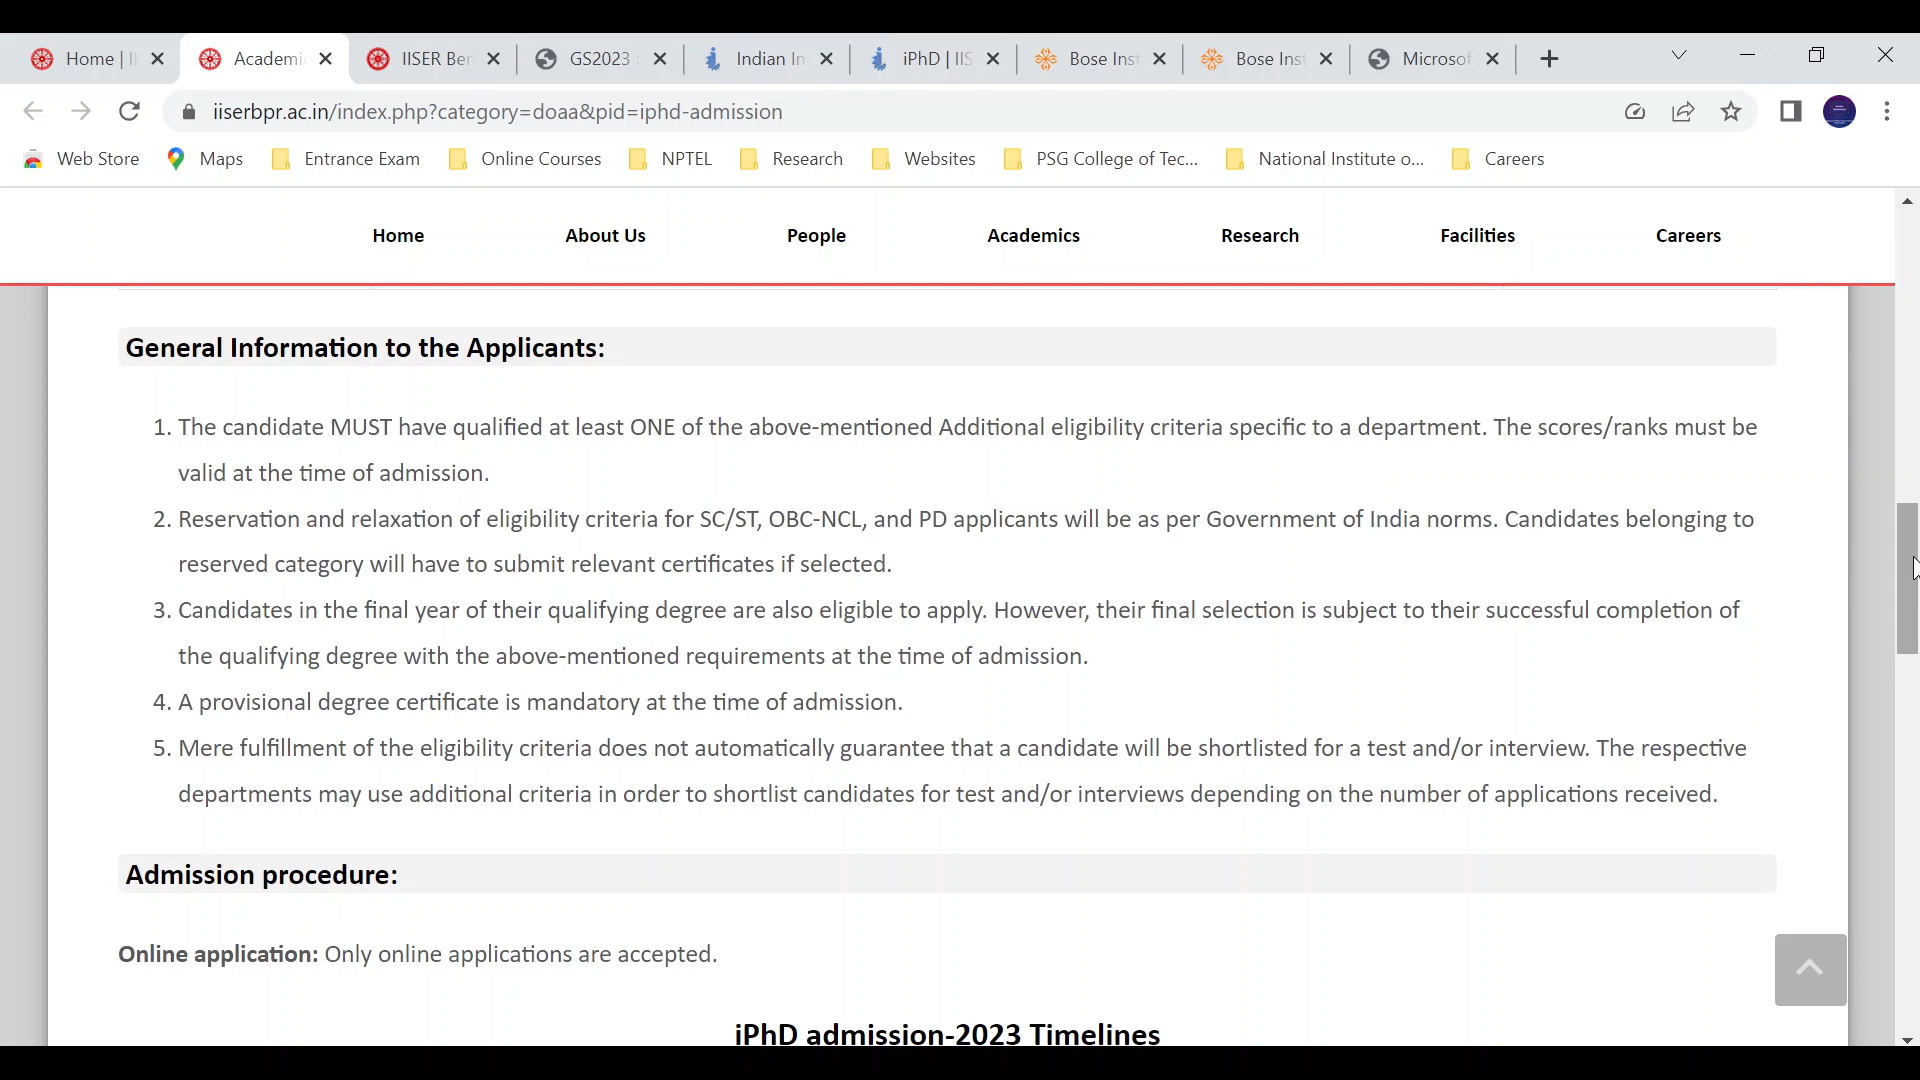 Home | II
Academi
IISER Ber
GS2023 :
Indian In
iPhD | IIS
Bose Inst
Bose Inst
Microsof
iiserbpr.ac.in/index.php?category=doaa&pid=iphd-admission
Web Store
Maps
Entrance Exam
Online Courses
NPTEL
Research
Websites
PSG College of Tec...
National Institute o...
Careers
Home
About Us
People
Academics
Research
Facilities
Careers
General Information to the Applicants:
1. The candidate MUST have qualified at least ONE of the above-mentioned Additional eligibility criteria specific to a department. The scores/ranks must be
valid at the time of admission.
2. Reservation and relaxation of eligibility criteria for SC/ST, OBC-NCL, and PD applicants will be as per Government of India norms. Candidates belonging to
reserved category will have to submit relevant certificates if selected.
3. Candidates in the final year of their qualifying degree are also eligible to apply. However, their final selection is subject to their successful completion of
the qualifying degree with the above-mentioned requirements at the time of admission.
4. A provisional degree certificate is mandatory at the time of admission.
5. Mere fulfillment of the eligibility criteria does not automatically guarantee that a candidate will be shortlisted for a test and/or interview. The respective
departments may use additional criteria in order to shortlist candidates for test and/or interviews depending on the number of applications received.
Admission procedure:
Online application: Only online applications are accepted.
iPhD admission-2023 Timelines